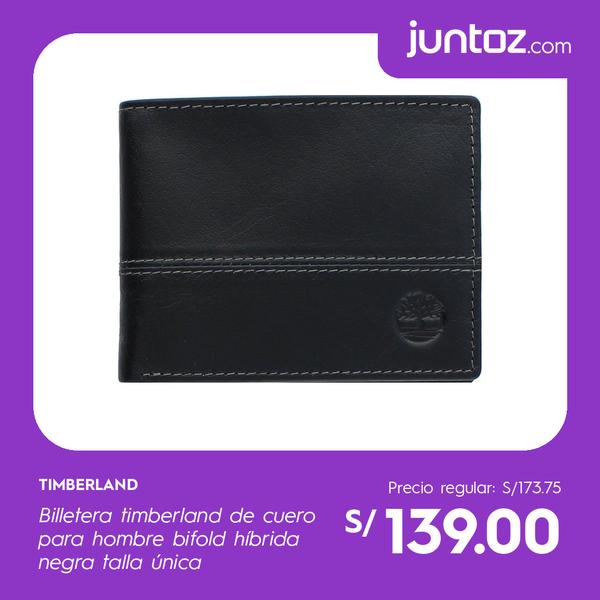 juntoz.com
TIMBERLAND
Billetera timberland de cuero
para hombre bifold híbrida
negra talla única
Precio regular: S/173.75
S/139.00